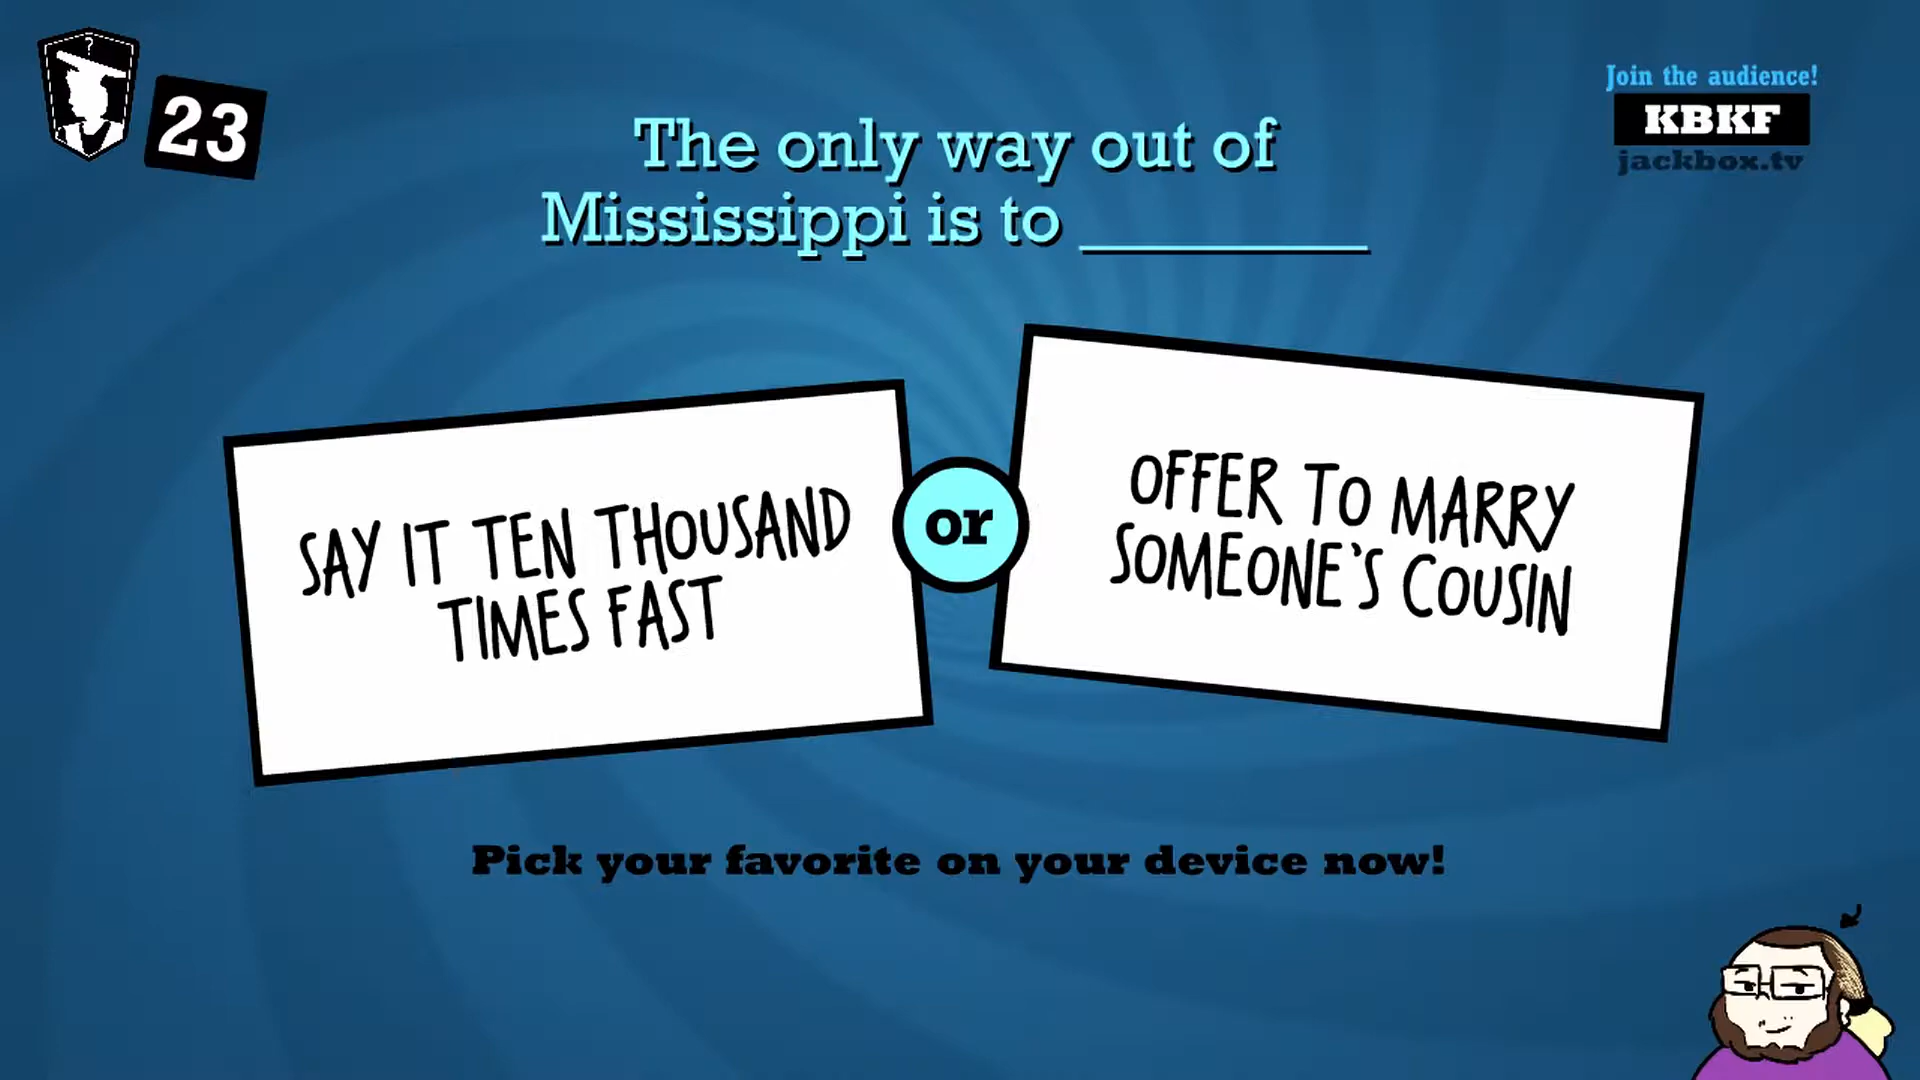 ?
23
Join the audience!
KBKF
jackbox.tv
The only way out of
Mississippi is to ________
SAY IT TEN THOUSAND
TIMES FAST
or
OFFER TO MARRY
SOMEONE'S COUSIN
Pick your favorite on your device now!